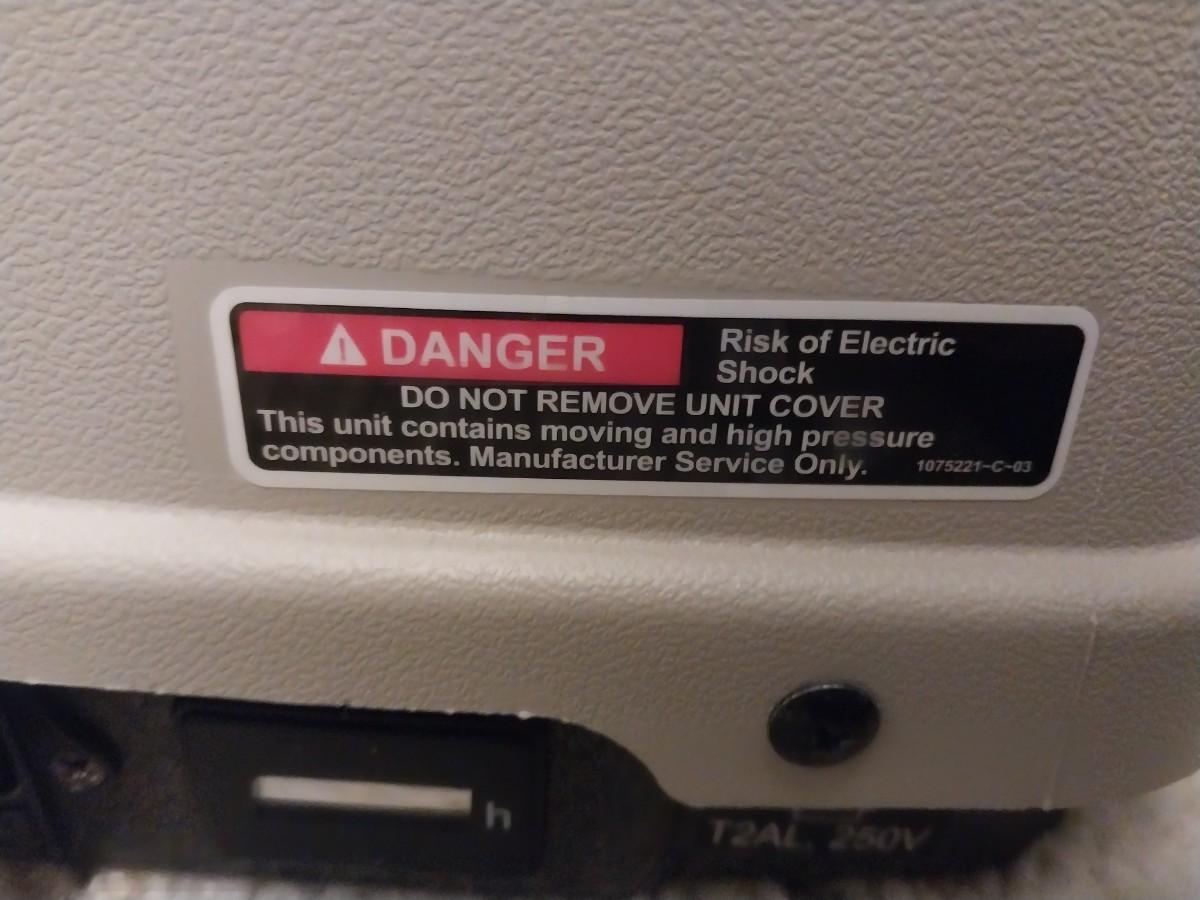 DANGER
Risk of Electric
Shock
DO NOT REMOVE UNIT COVER
This unit contains moving and high pressure
components. Manufacturer Service Only.
1075221-C-03
h
T2AL, 250V